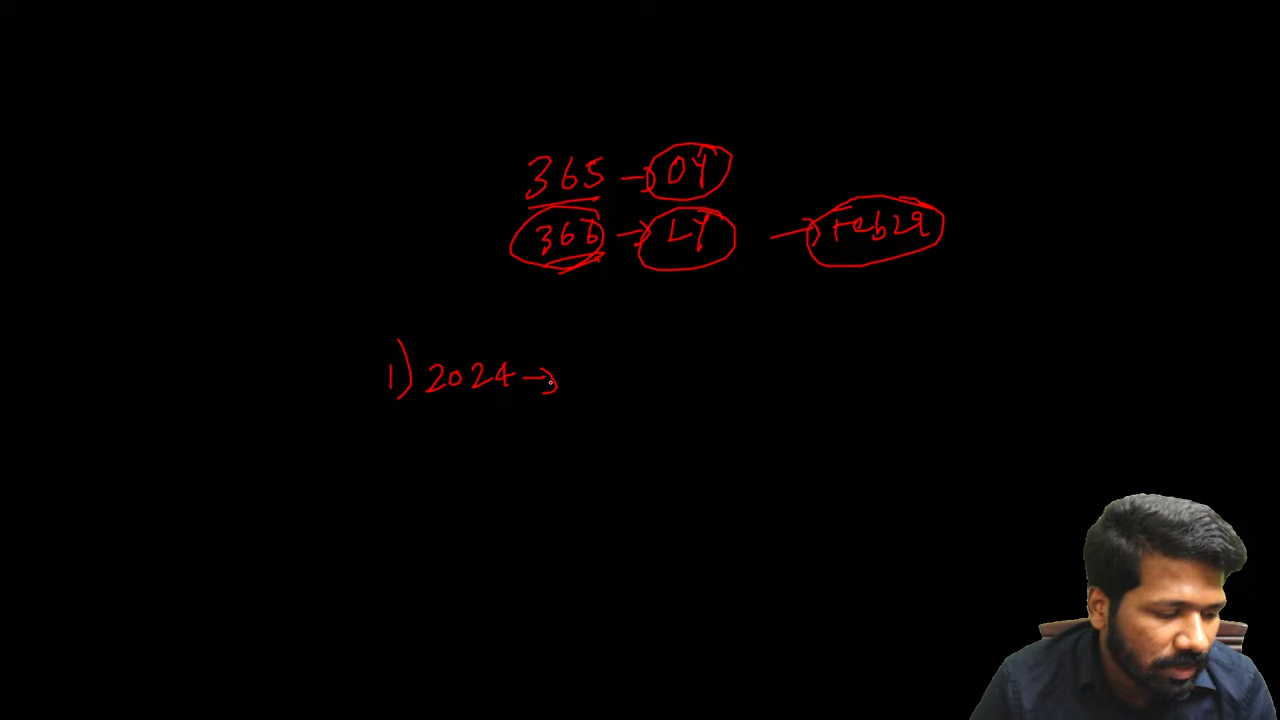 365 → OY
366 → LY → Feb29
1) 2024 →